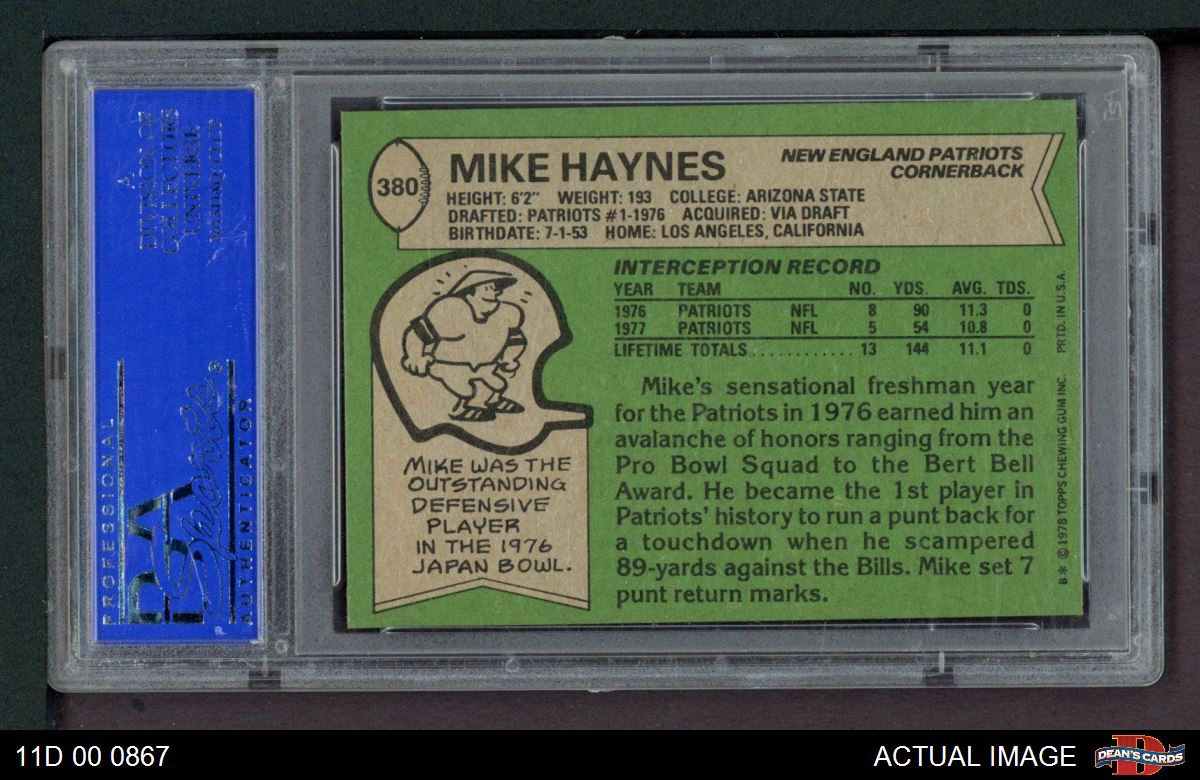 A
DIVISION OF
COLLECTORS
UNIVERSE
NASDAQ: CLCT
PROFESSIONAL
PSA
Sports
AUTHENTICATOR
®
380
MIKE HAYNES
NEW ENGLAND PATRIOTS
CORNERBACK
HEIGHT: 6'2" WEIGHT: 193 COLLEGE: ARIZONA STATE
DRAFTED: PATRIOTS #1-1976 ACQUIRED: VIA DRAFT
BIRTHDATE: 7-1-53 HOME: LOS ANGELES, CALIFORNIA
INTERCEPTION RECORD
YEAR TEAM NO. YDS. AVG. TDS.
1976 PATRIOTS NFL 8 90 11.3 0
1977 PATRIOTS NFL 5 54 10.8 0
LIFETIME TOTALS............ 13 144 11.1 0
MIKE WAS THE
OUTSTANDING
DEFENSIVE
PLAYER
IN THE 1976
JAPAN BOWL.
Mike's sensational freshman year
for the Patriots in 1976 earned him an
avalanche of honors ranging from the
Pro Bowl Squad to the Bert Bell
Award. He became the 1st player in
Patriots' history to run a punt back for
a touchdown when he scampered
89-yards against the Bills. Mike set 7
punt return marks.
B* © 1978 TOPPS CHEWING GUM INC. PRTD. IN U.S.A.
11D 00 0867
ACTUAL IMAGE
DEAN'S CARDS